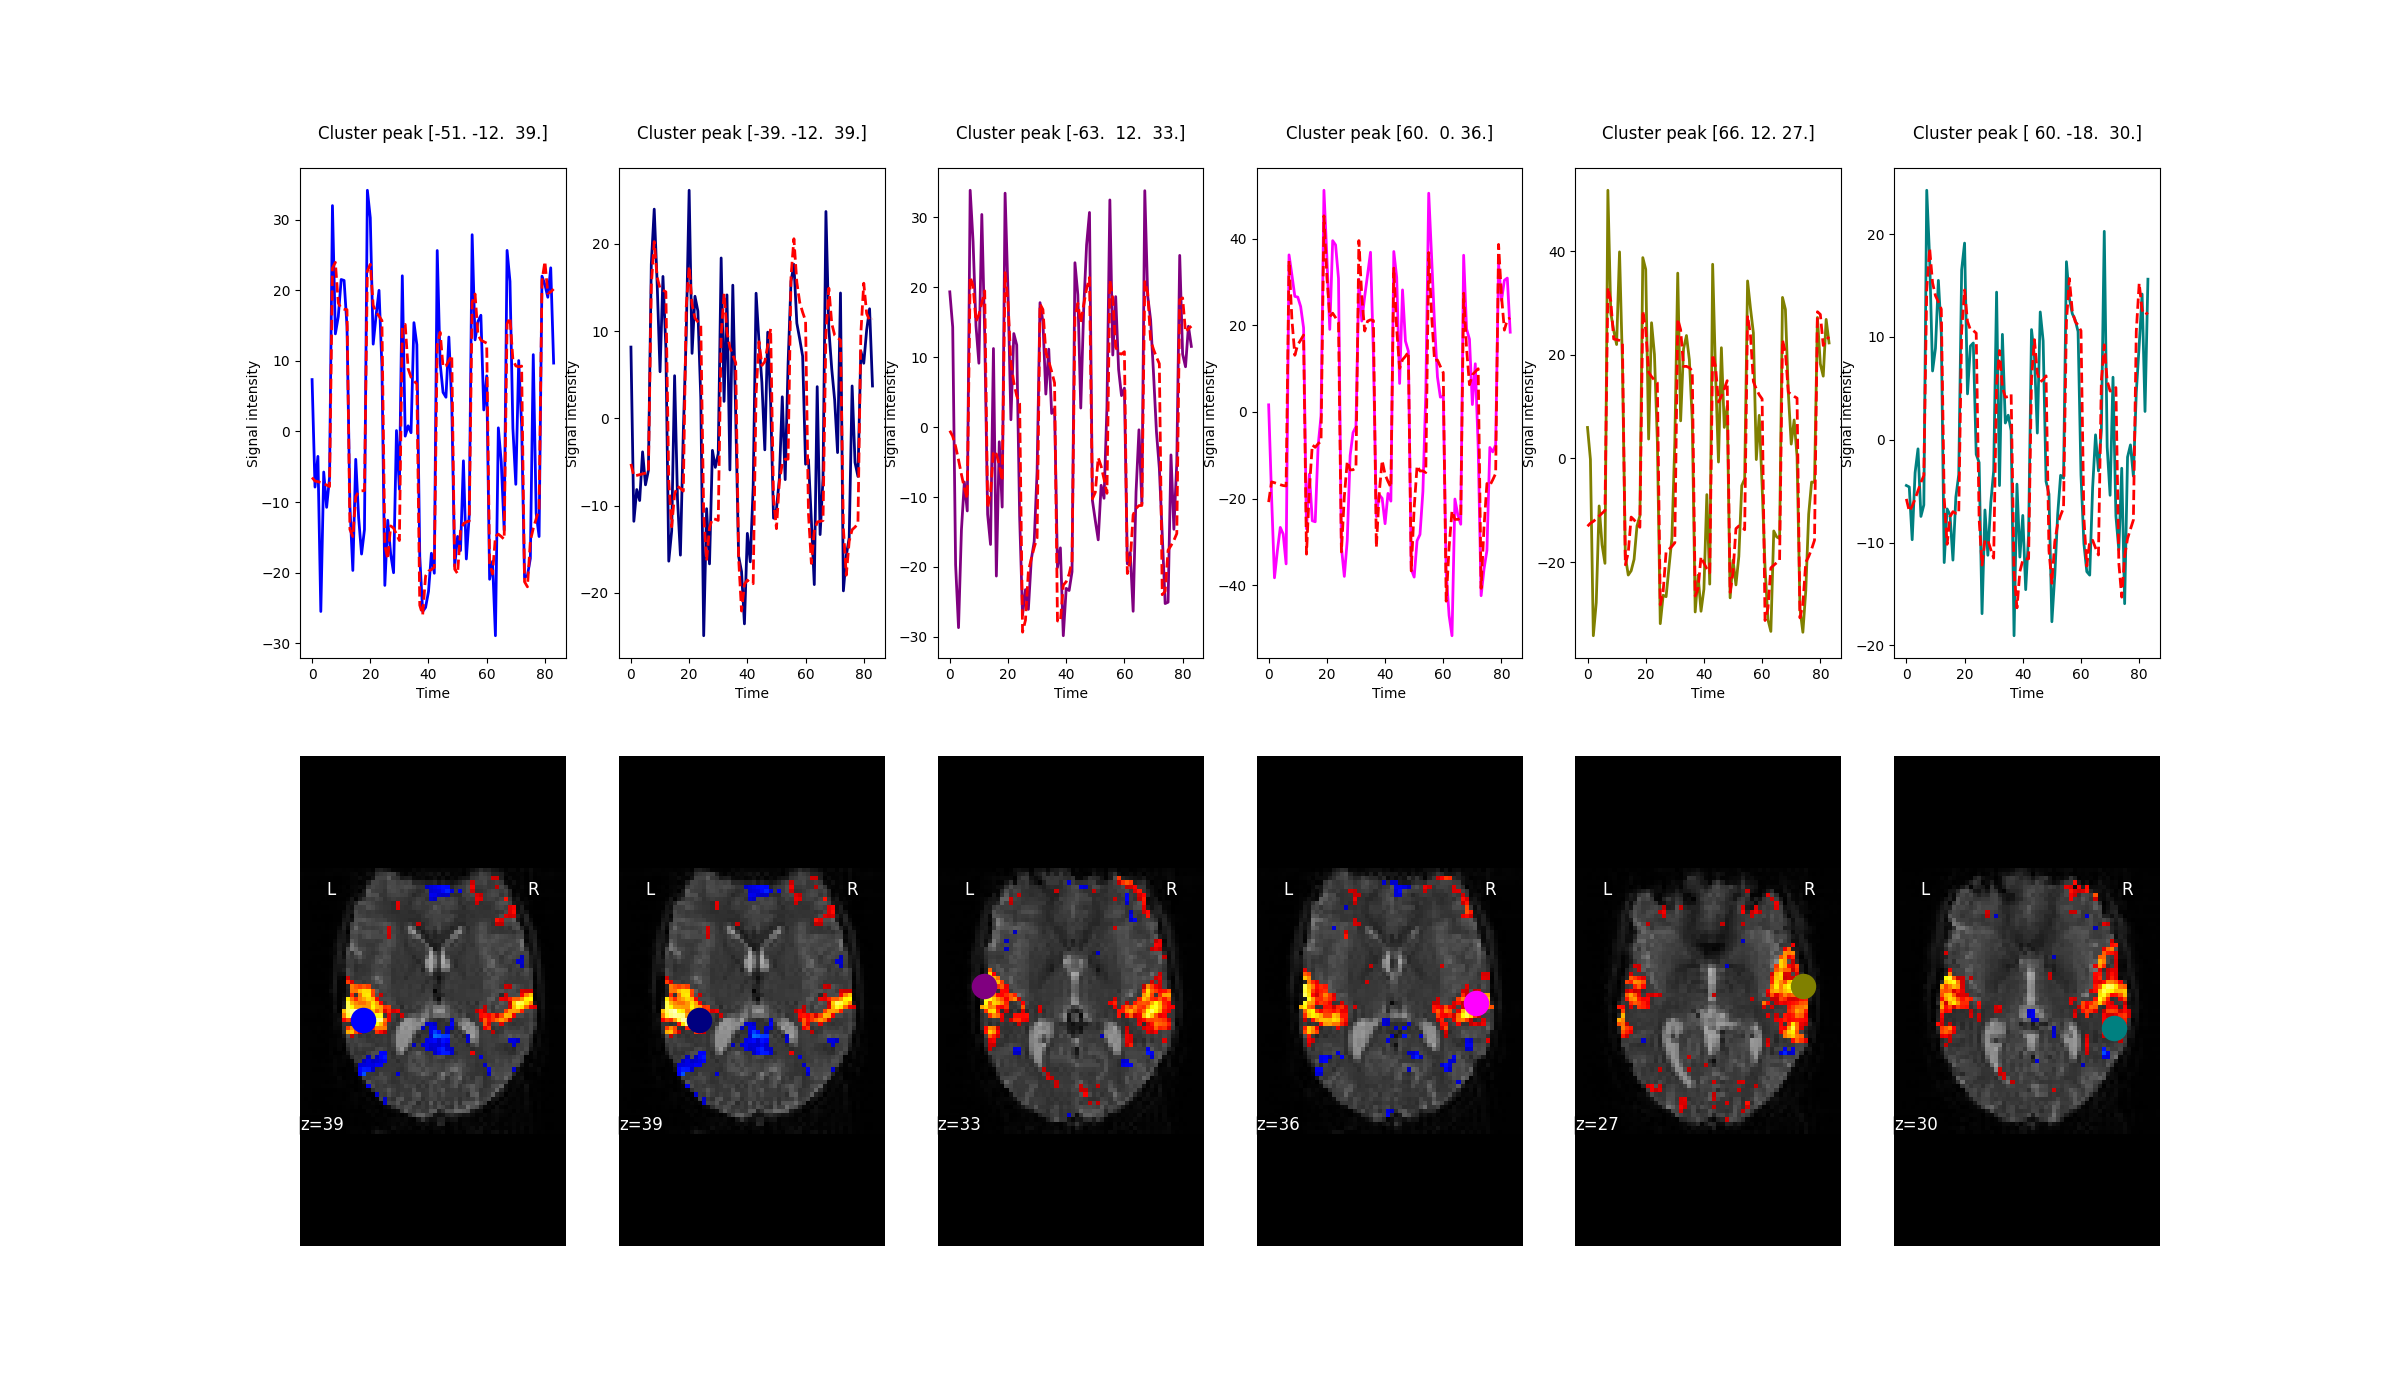 Cluster peak [-51. -12.  39.]
Cluster peak [-39. -12.  39.]
Cluster peak [-63.  12.  33.]
Cluster peak [60.  0. 36.]
Cluster peak [66. 12. 27.]
Cluster peak [ 60. -18.  30.]
Signal intensity
30
20
10
0
−10
−20
−30
0 20 40 60 80
Time
Signal intensity
20
10
0
−10
−20
0 20 40 60 80
Time
Signal intensity
30
20
10
0
−10
−20
−30
0 20 40 60 80
Time
Signal intensity
40
20
0
−20
−40
0 20 40 60 80
Time
Signal intensity
40
20
0
−20
0 20 40 60 80
Time
Signal intensity
20
10
0
−10
−20
0 20 40 60 80
Time
L R
z=39
L R
z=39
L R
z=33
L R
z=36
L R
z=27
L R
z=30